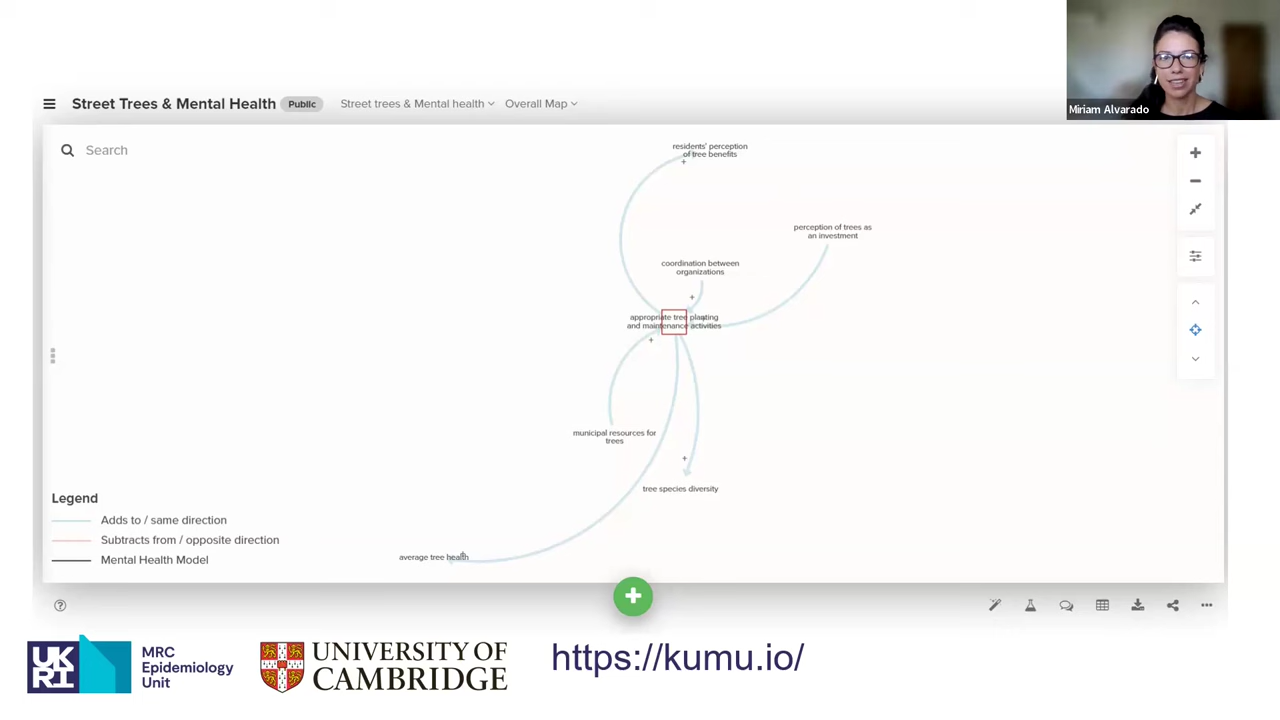 Miriam Alvarado
Street Trees & Mental Health
Public
Street trees & Mental health
Overall Map
Search
residents' perception
of tree benefits
+
perception of trees as
an investment
coordination between
organizations
+
appropriate tree planting
and maintenance activities
+
+
municipal resources for
trees
+
tree species diversity
average tree health
+
Legend
Adds to / same direction
Subtracts from / opposite direction
Mental Health Model
UK
RI
MRC
Epidemiology
Unit
UNIVERSITY OF
CAMBRIDGE
https://kumu.io/